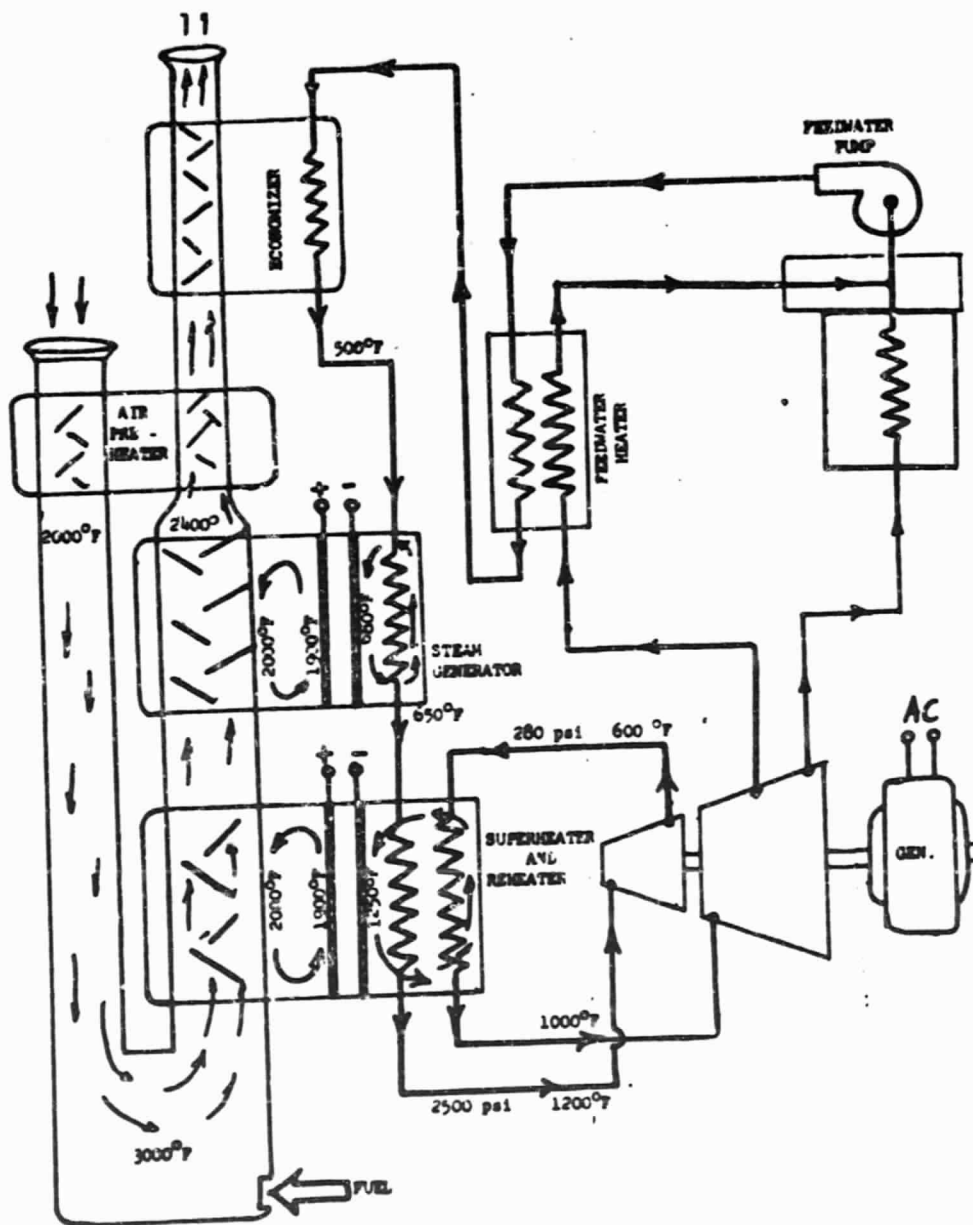 FEEDWATER
PUMP
ECONOMIZER
500°F
AIR
PRE -
HEATER
FEEDWATER
HEATER
2000°F
2400°
+
-
2000°F
1900°F
680°F
STEAM
GENERATOR
650°F
280 psi 600 °F
AC
+
-
SUPERHEATER
AND
REHEATER
GEN.
2000°F
1900°F
1250°F
1000°F
2500 psi 1200°F
3000°F
FUEL